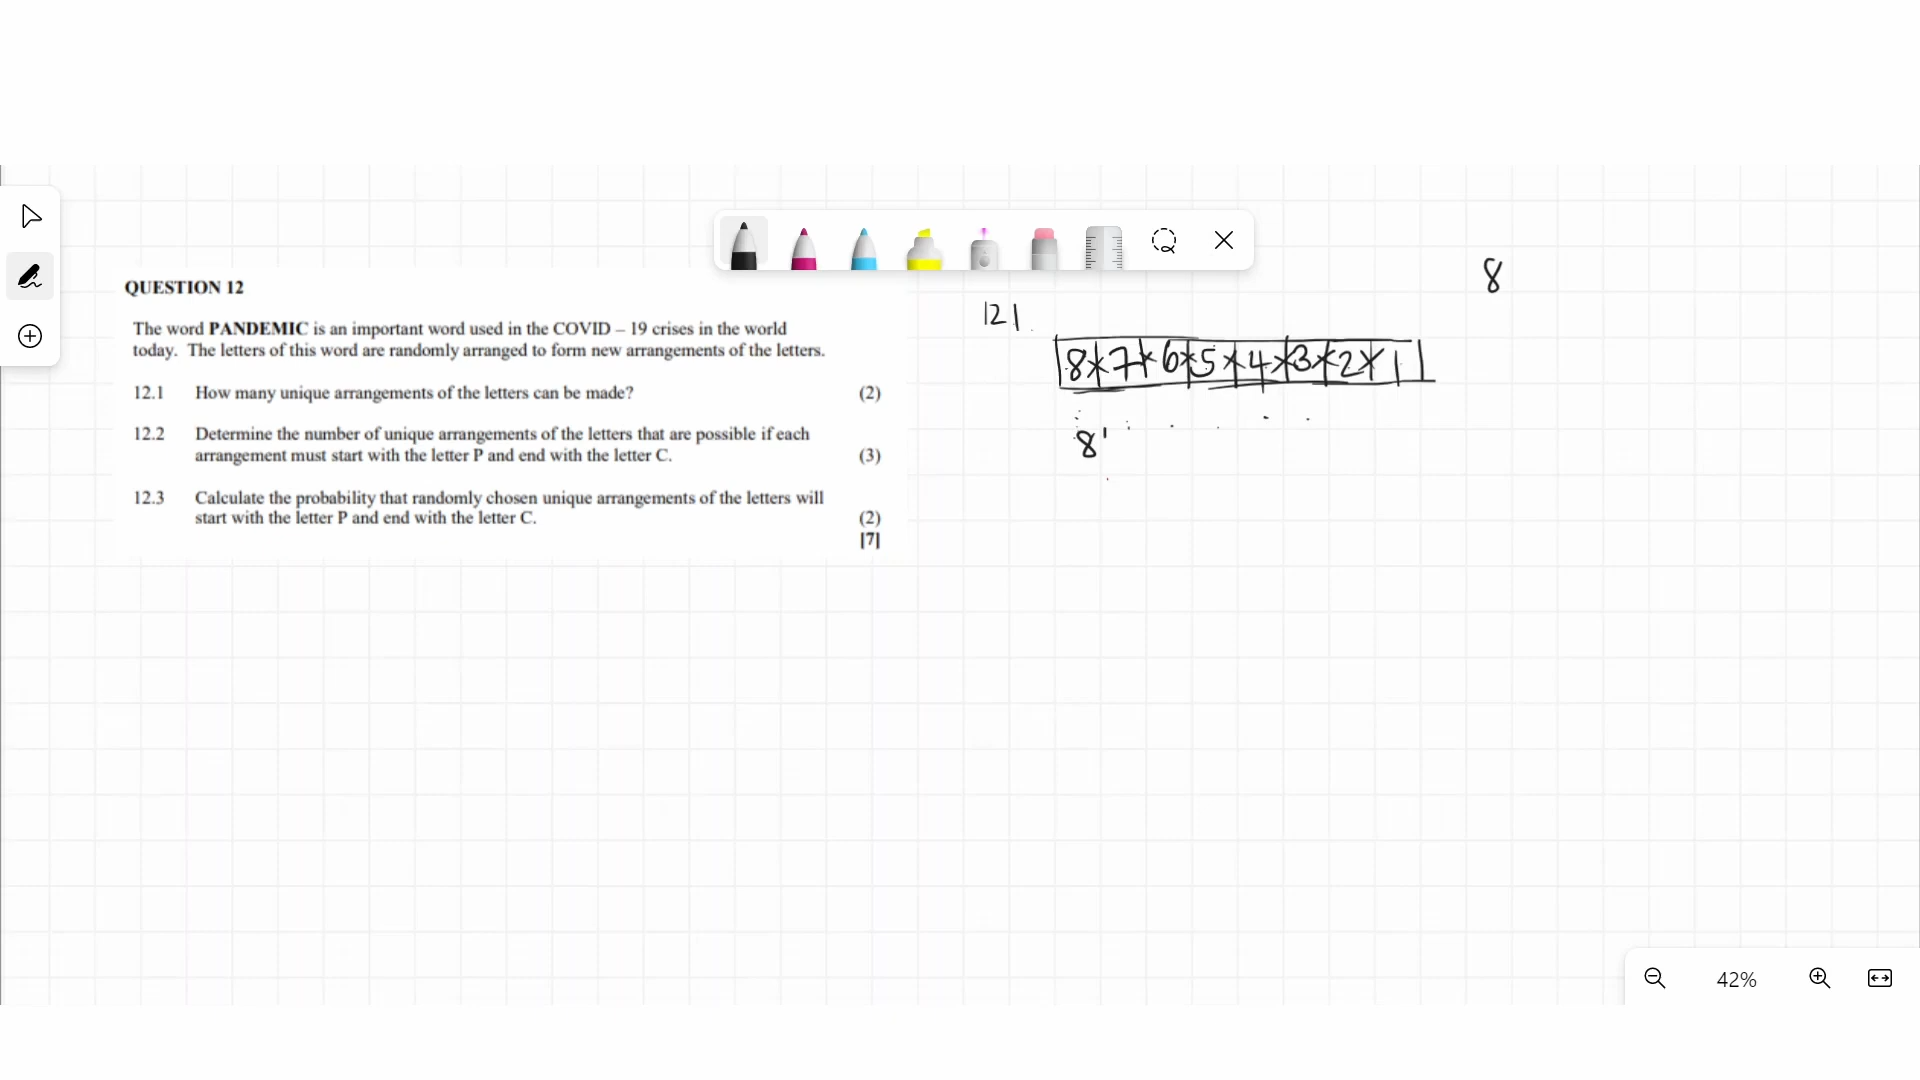 QUESTION 12
The word PANDEMIC is an important word used in the COVID – 19 crises in the world
today. The letters of this word are randomly arranged to form new arrangements of the letters.
12.1 How many unique arrangements of the letters can be made? (2)
12.2 Determine the number of unique arrangements of the letters that are possible if each
arrangement must start with the letter P and end with the letter C. (3)
12.3 Calculate the probability that randomly chosen unique arrangements of the letters will
start with the letter P and end with the letter C. (2)
[7]
8
121.
8×7×6×5×4×3×2×1
8!
42%